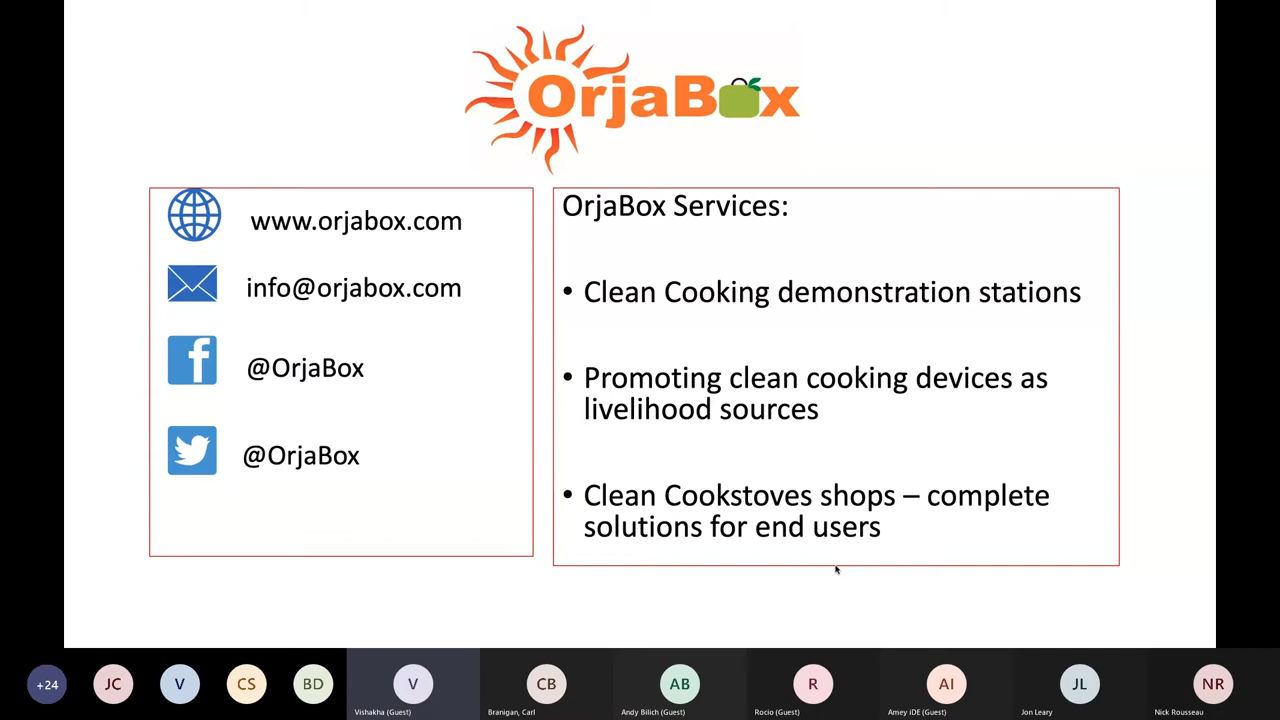 OrjaBox
www.orjabox.com
info@orjabox.com
@OrjaBox
@OrjaBox
OrjaBox Services:
• Clean Cooking demonstration stations
• Promoting clean cooking devices as
livelihood sources
• Clean Cookstoves shops – complete
solutions for end users
+24
JC
V
CS
BD
V
CB
AB
R
AI
JL
NR
Vishakha (Guest)
Branigan, Carl
Andy Bilich (Guest)
Rocio (Guest)
Amey iDE (Guest)
Jon Leary
Nick Rousseau